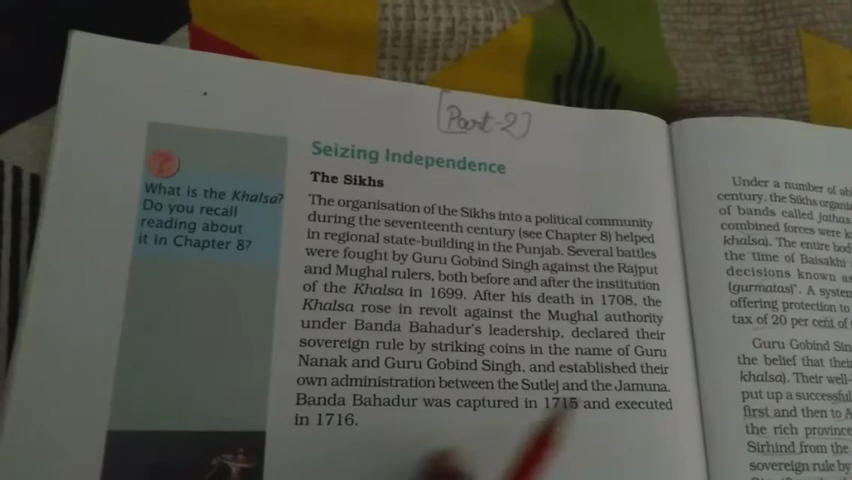 [Part-2]
Seizing Independence
The Sikhs
The organisation of the Sikhs into a political community
during the seventeenth century (see Chapter 8) helped
in regional state-building in the Punjab. Several battles
were fought by Guru Gobind Singh against the Rajput
and Mughal rulers, both before and after the institution
of the Khalsa in 1699. After his death in 1708, the
Khalsa rose in revolt against the Mughal authority
under Banda Bahadur's leadership, declared their
sovereign rule by striking coins in the name of Guru
Nanak and Guru Gobind Singh, and established their
own administration between the Sutlej and the Jamuna.
Banda Bahadur was captured in 1715 and executed
in 1716.
?
What is the Khalsa?
Do you recall
reading about
it in Chapter 8?
Under a number of
century, the Sikhs
of bands called jathas
combined forces were
khalsa). The entire
the time of Baisakhi
decisions known as
(gurmatas)". A system
offering protection to
tax of 20 per cent of
Guru Gobind
the belief that
khalsa). Their
put up a successful
first and then to
the rich province
Sirhind from the
sovereign rule by